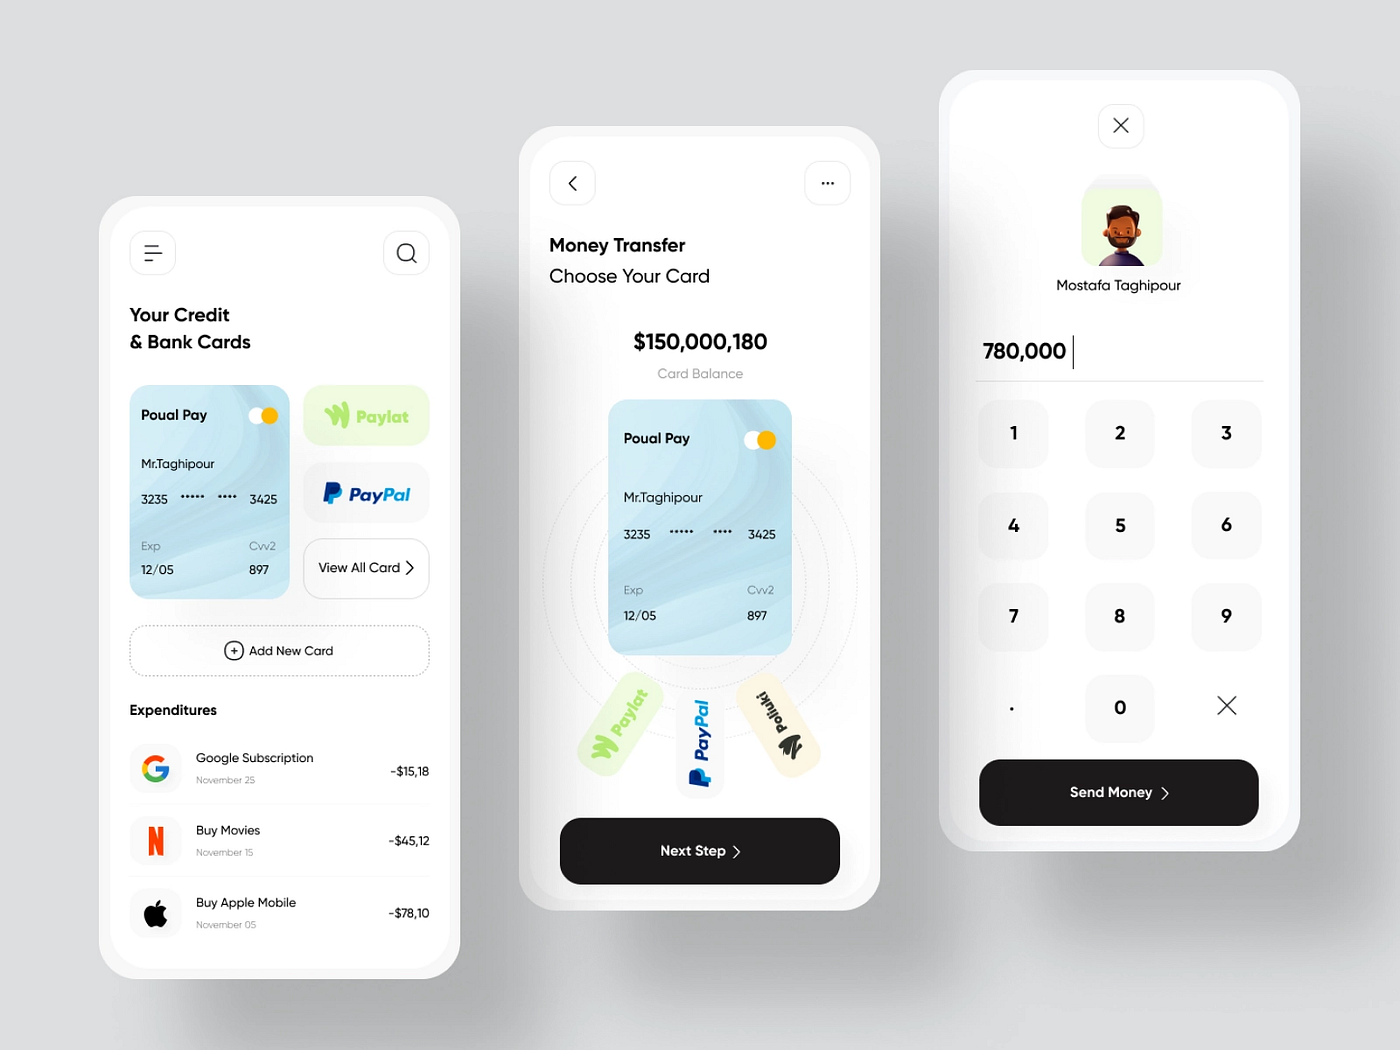 Your Credit
& Bank Cards
Poual Pay
Mr.Taghipour
3235 ••••• •••• 3425
Exp Cvv2
12/05 897
Paylat
PayPal
View All Card
Add New Card
Expenditures
Google Subscription
November 25
-$15,18
Buy Movies
November 15
-$45,12
Buy Apple Mobile
November 05
-$78,10
Money Transfer
Choose Your Card
$150,000,180
Card Balance
Poual Pay
Mr.Taghipour
3235 ••••• •••• 3425
Exp Cvv2
12/05 897
Paylat
PayPal
Poliuki
Next Step
Mostafa Taghipour
780,000
1 2 3
4 5 6
7 8 9
. 0
Send Money